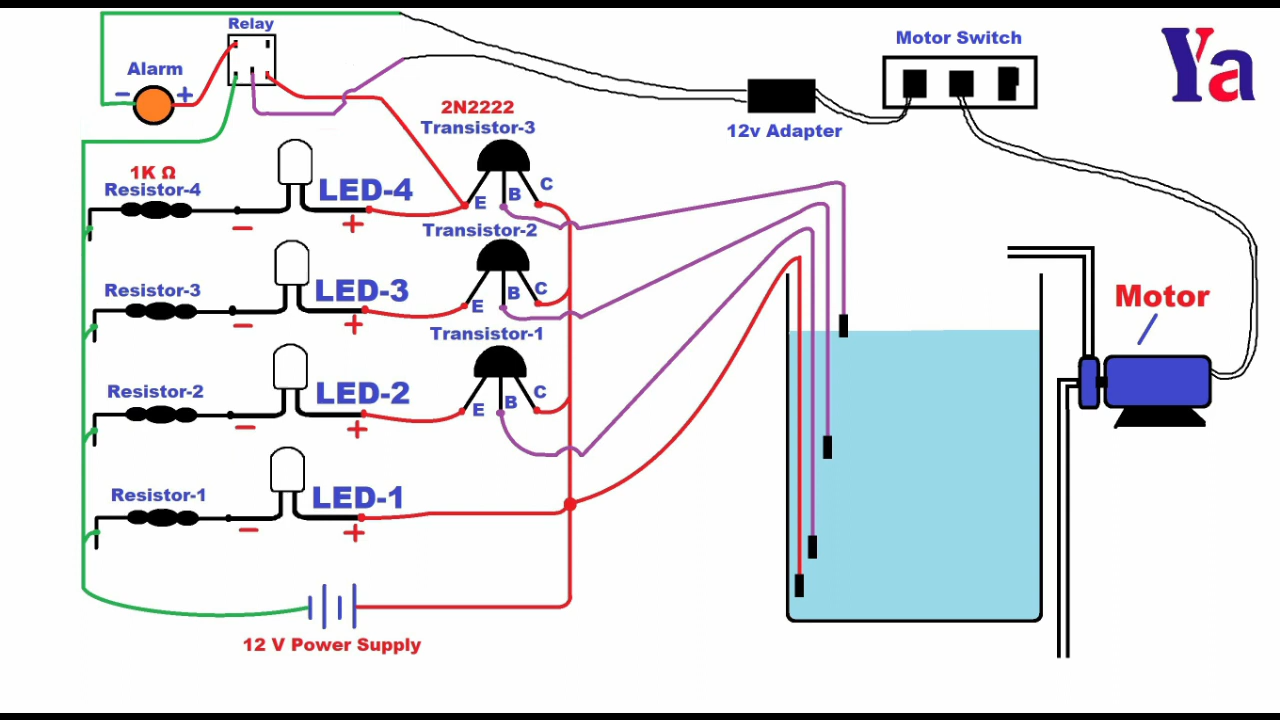 Relay
Alarm
− +
Motor Switch
Ya
12v Adapter
2N2222
Transistor-3
1K Ω
Resistor-4
LED-4
− +
E B C
Transistor-2
Resistor-3
LED-3
− +
E B C
Motor
Transistor-1
Resistor-2
LED-2
− +
E B C
Resistor-1
LED-1
− +
12 V Power Supply